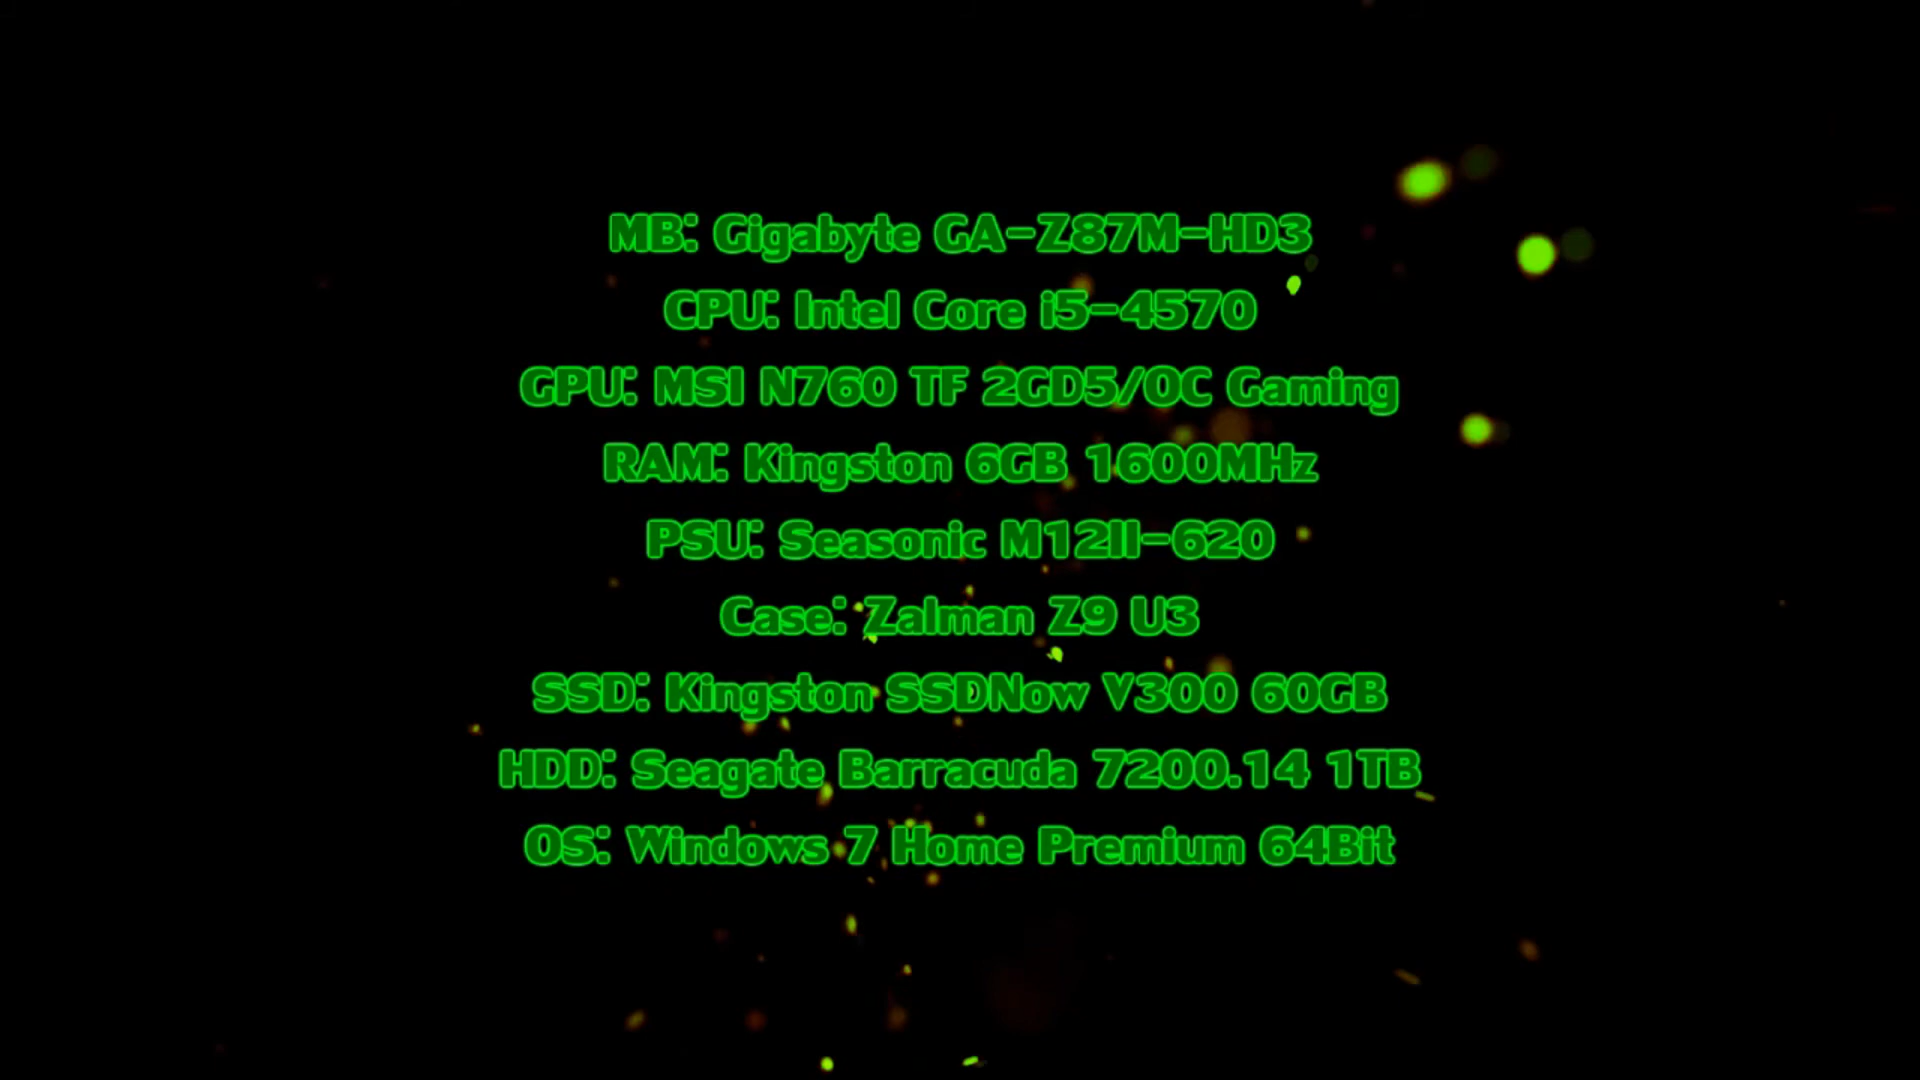 MB: Gigabyte GA-Z87M-HD3
CPU: Intel Core i5-4570
GPU: MSI N760 TF 2GD5/OC Gaming
RAM: Kingston 6GB 1600MHz
PSU: Seasonic M12II-620
Case: Zalman Z9 U3
SSD: Kingston SSDNow V300 60GB
HDD: Seagate Barracuda 7200.14 1TB
OS: Windows 7 Home Premium 64Bit